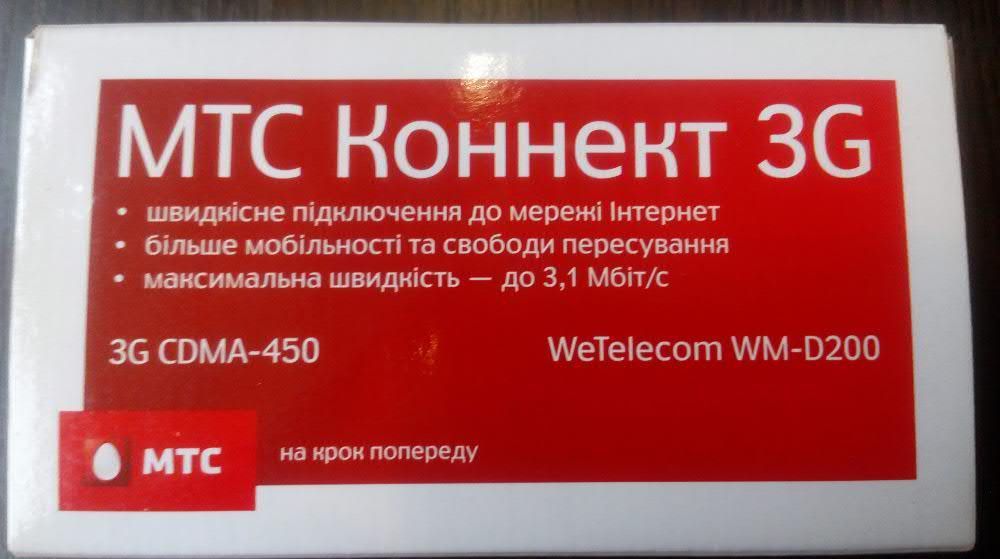 МТС Коннект 3G
• швидкісне підключення до мережі Інтернет
• більше мобільності та свободи пересування
• максимальна швидкість — до 3,1 Мбіт/с
3G CDMA-450 WeTelecom WM-D200
МТС на крок попереду